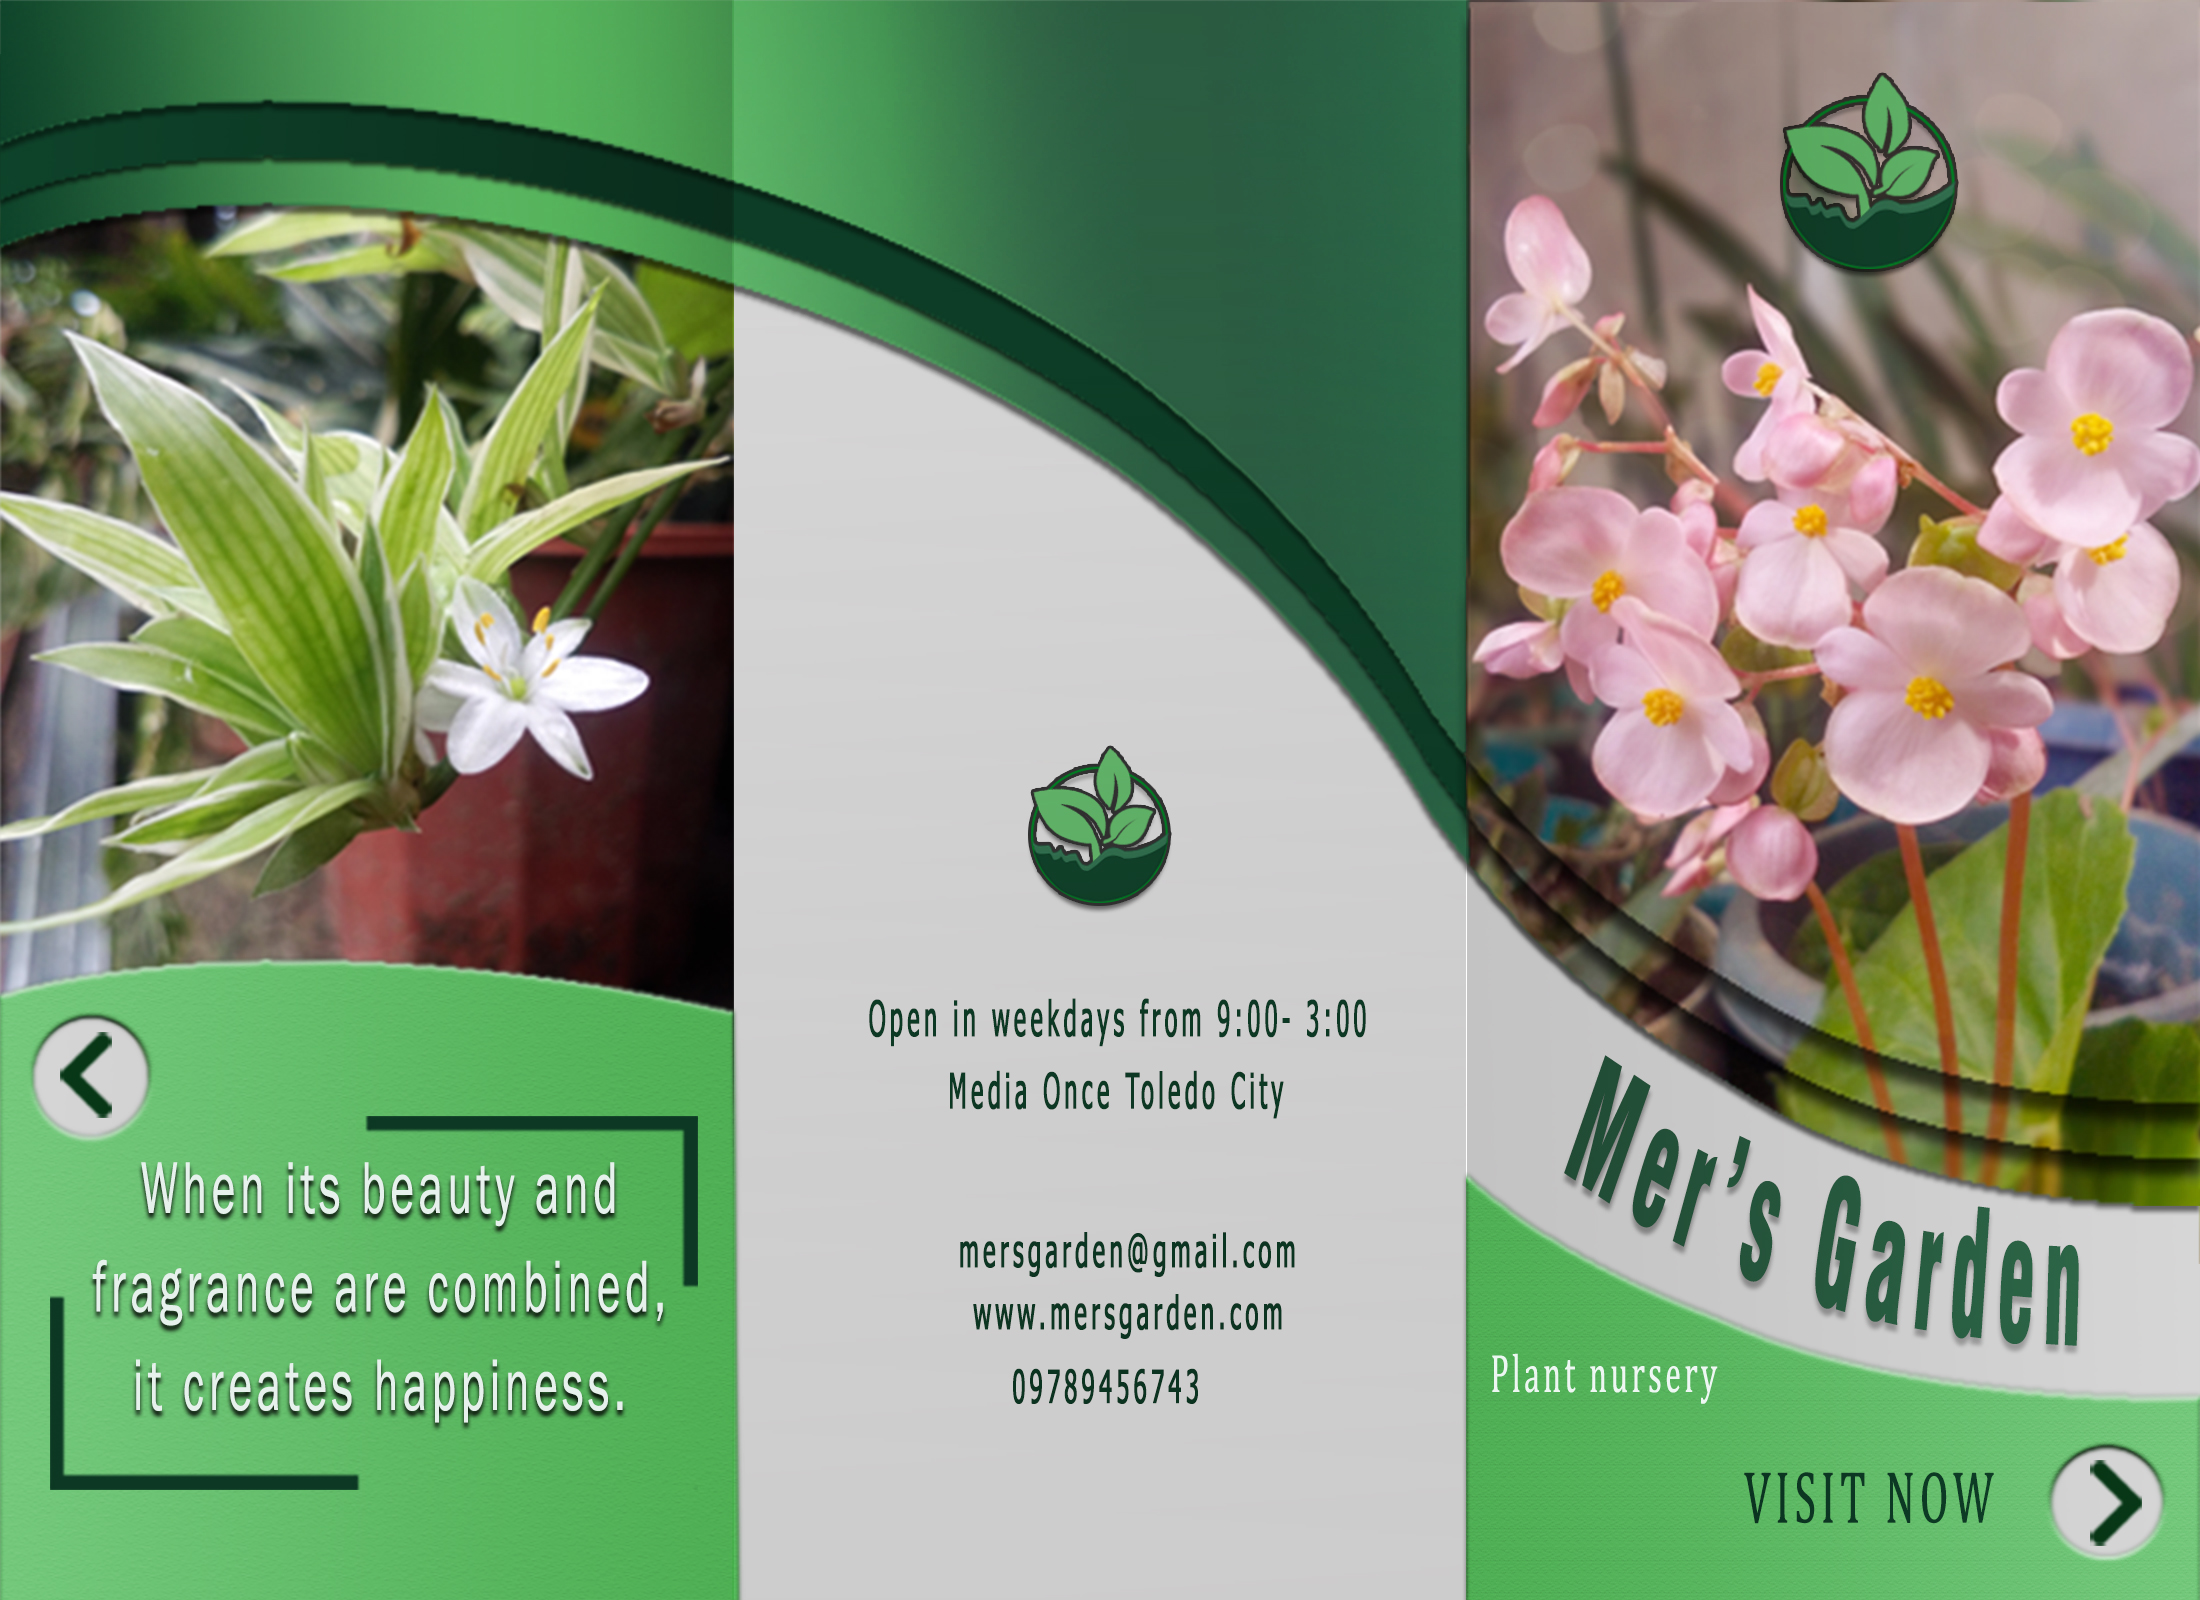 When its beauty and
fragrance are combined,
it creates happiness.
Open in weekdays from 9:00- 3:00
Media Once Toledo City
mersgarden@gmail.com
www.mersgarden.com
09789456743
Mer's Garden
Plant nursery
VISIT NOW